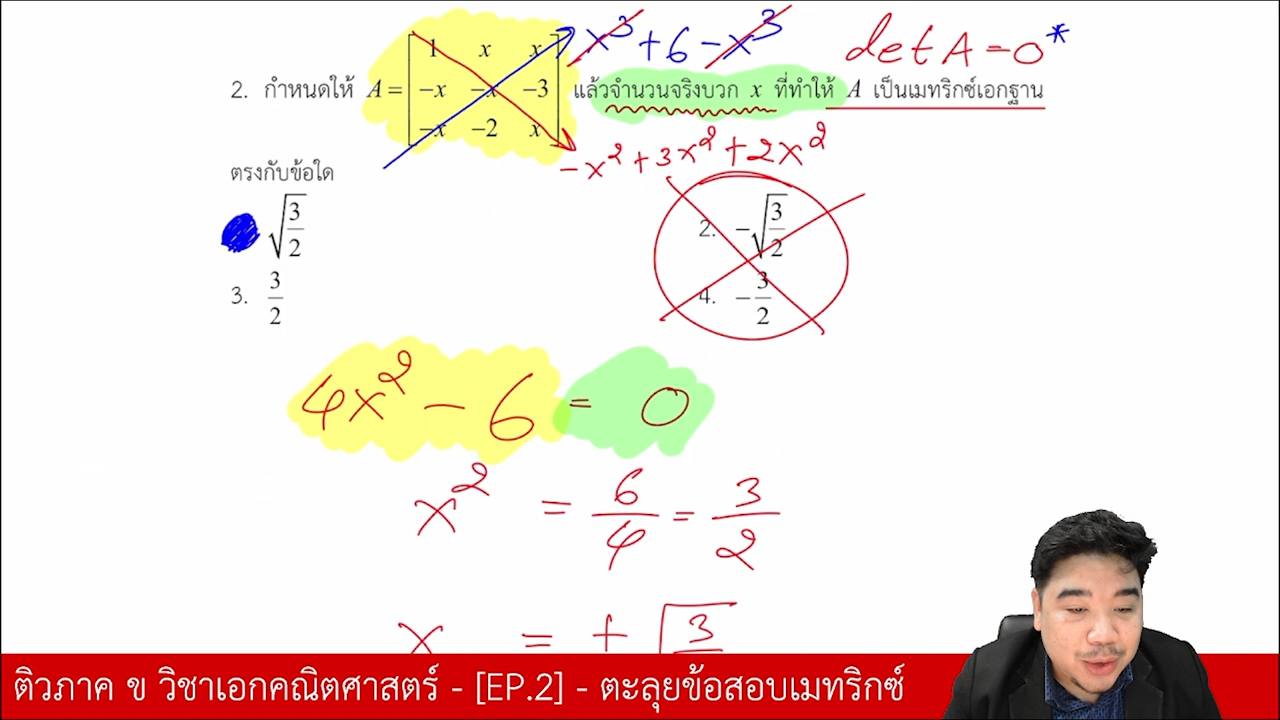 x³ + 6 - x³ det A = 0*
2. กำหนดให้ A = [1 x x; -x -x -3; -x -2 x] แล้วจำนวนจริงบวก x ที่ทำให้ A เป็นเมทริกซ์เอกฐาน
-x² + 3x² + 2x²
ตรงกับข้อใด
√(3/2) 2. -√(3/2)
3. 3/2 4. -3/2
4x² - 6 = 0
x² = 6/4 = 3/2
x = + √3
ติวภาค ข วิชาเอกคณิตศาสตร์ - [EP.2] - ตะลุยข้อสอบเมทริกซ์